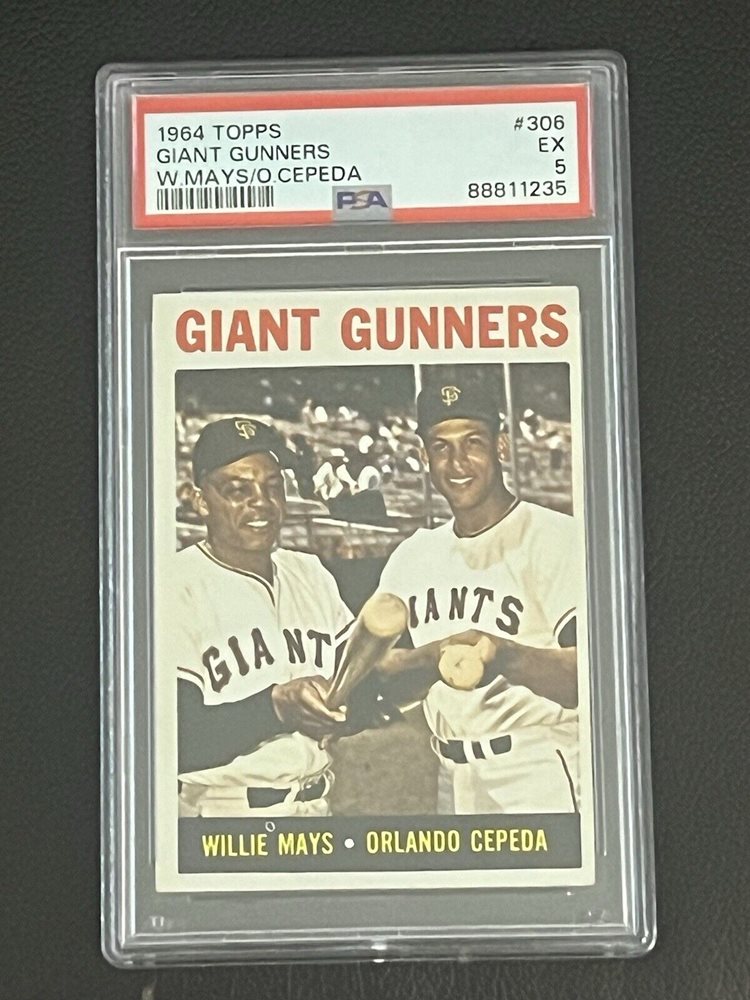 1964 TOPPS #306
GIANT GUNNERS EX
W.MAYS/O.CEPEDA 5
PSA 88811235
GIANT GUNNERS
SF
SF
GIANT
IANTS
WILLIE MAYS • ORLANDO CEPEDA